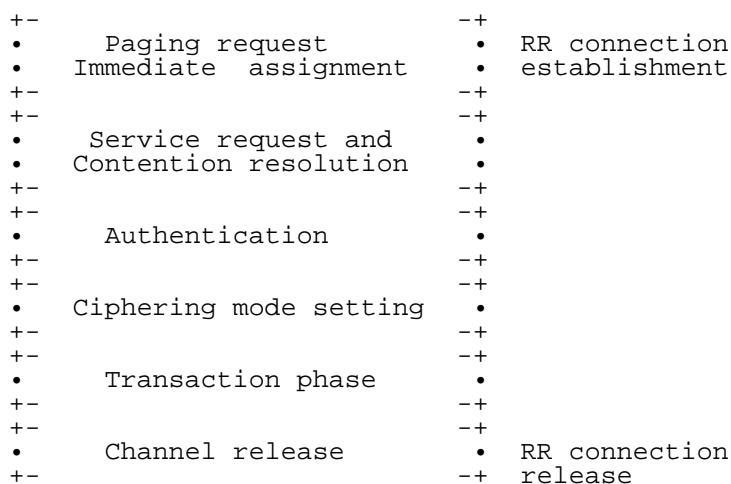 +- -+
• Paging request • RR connection
• Immediate assignment • establishment
+- -+
+- -+
• Service request and •
• Contention resolution •
+- -+
+- -+
• Authentication •
+- -+
+- -+
• Ciphering mode setting •
+- -+
+- -+
• Transaction phase •
+- -+
+- -+
• Channel release • RR connection
+- -+ release